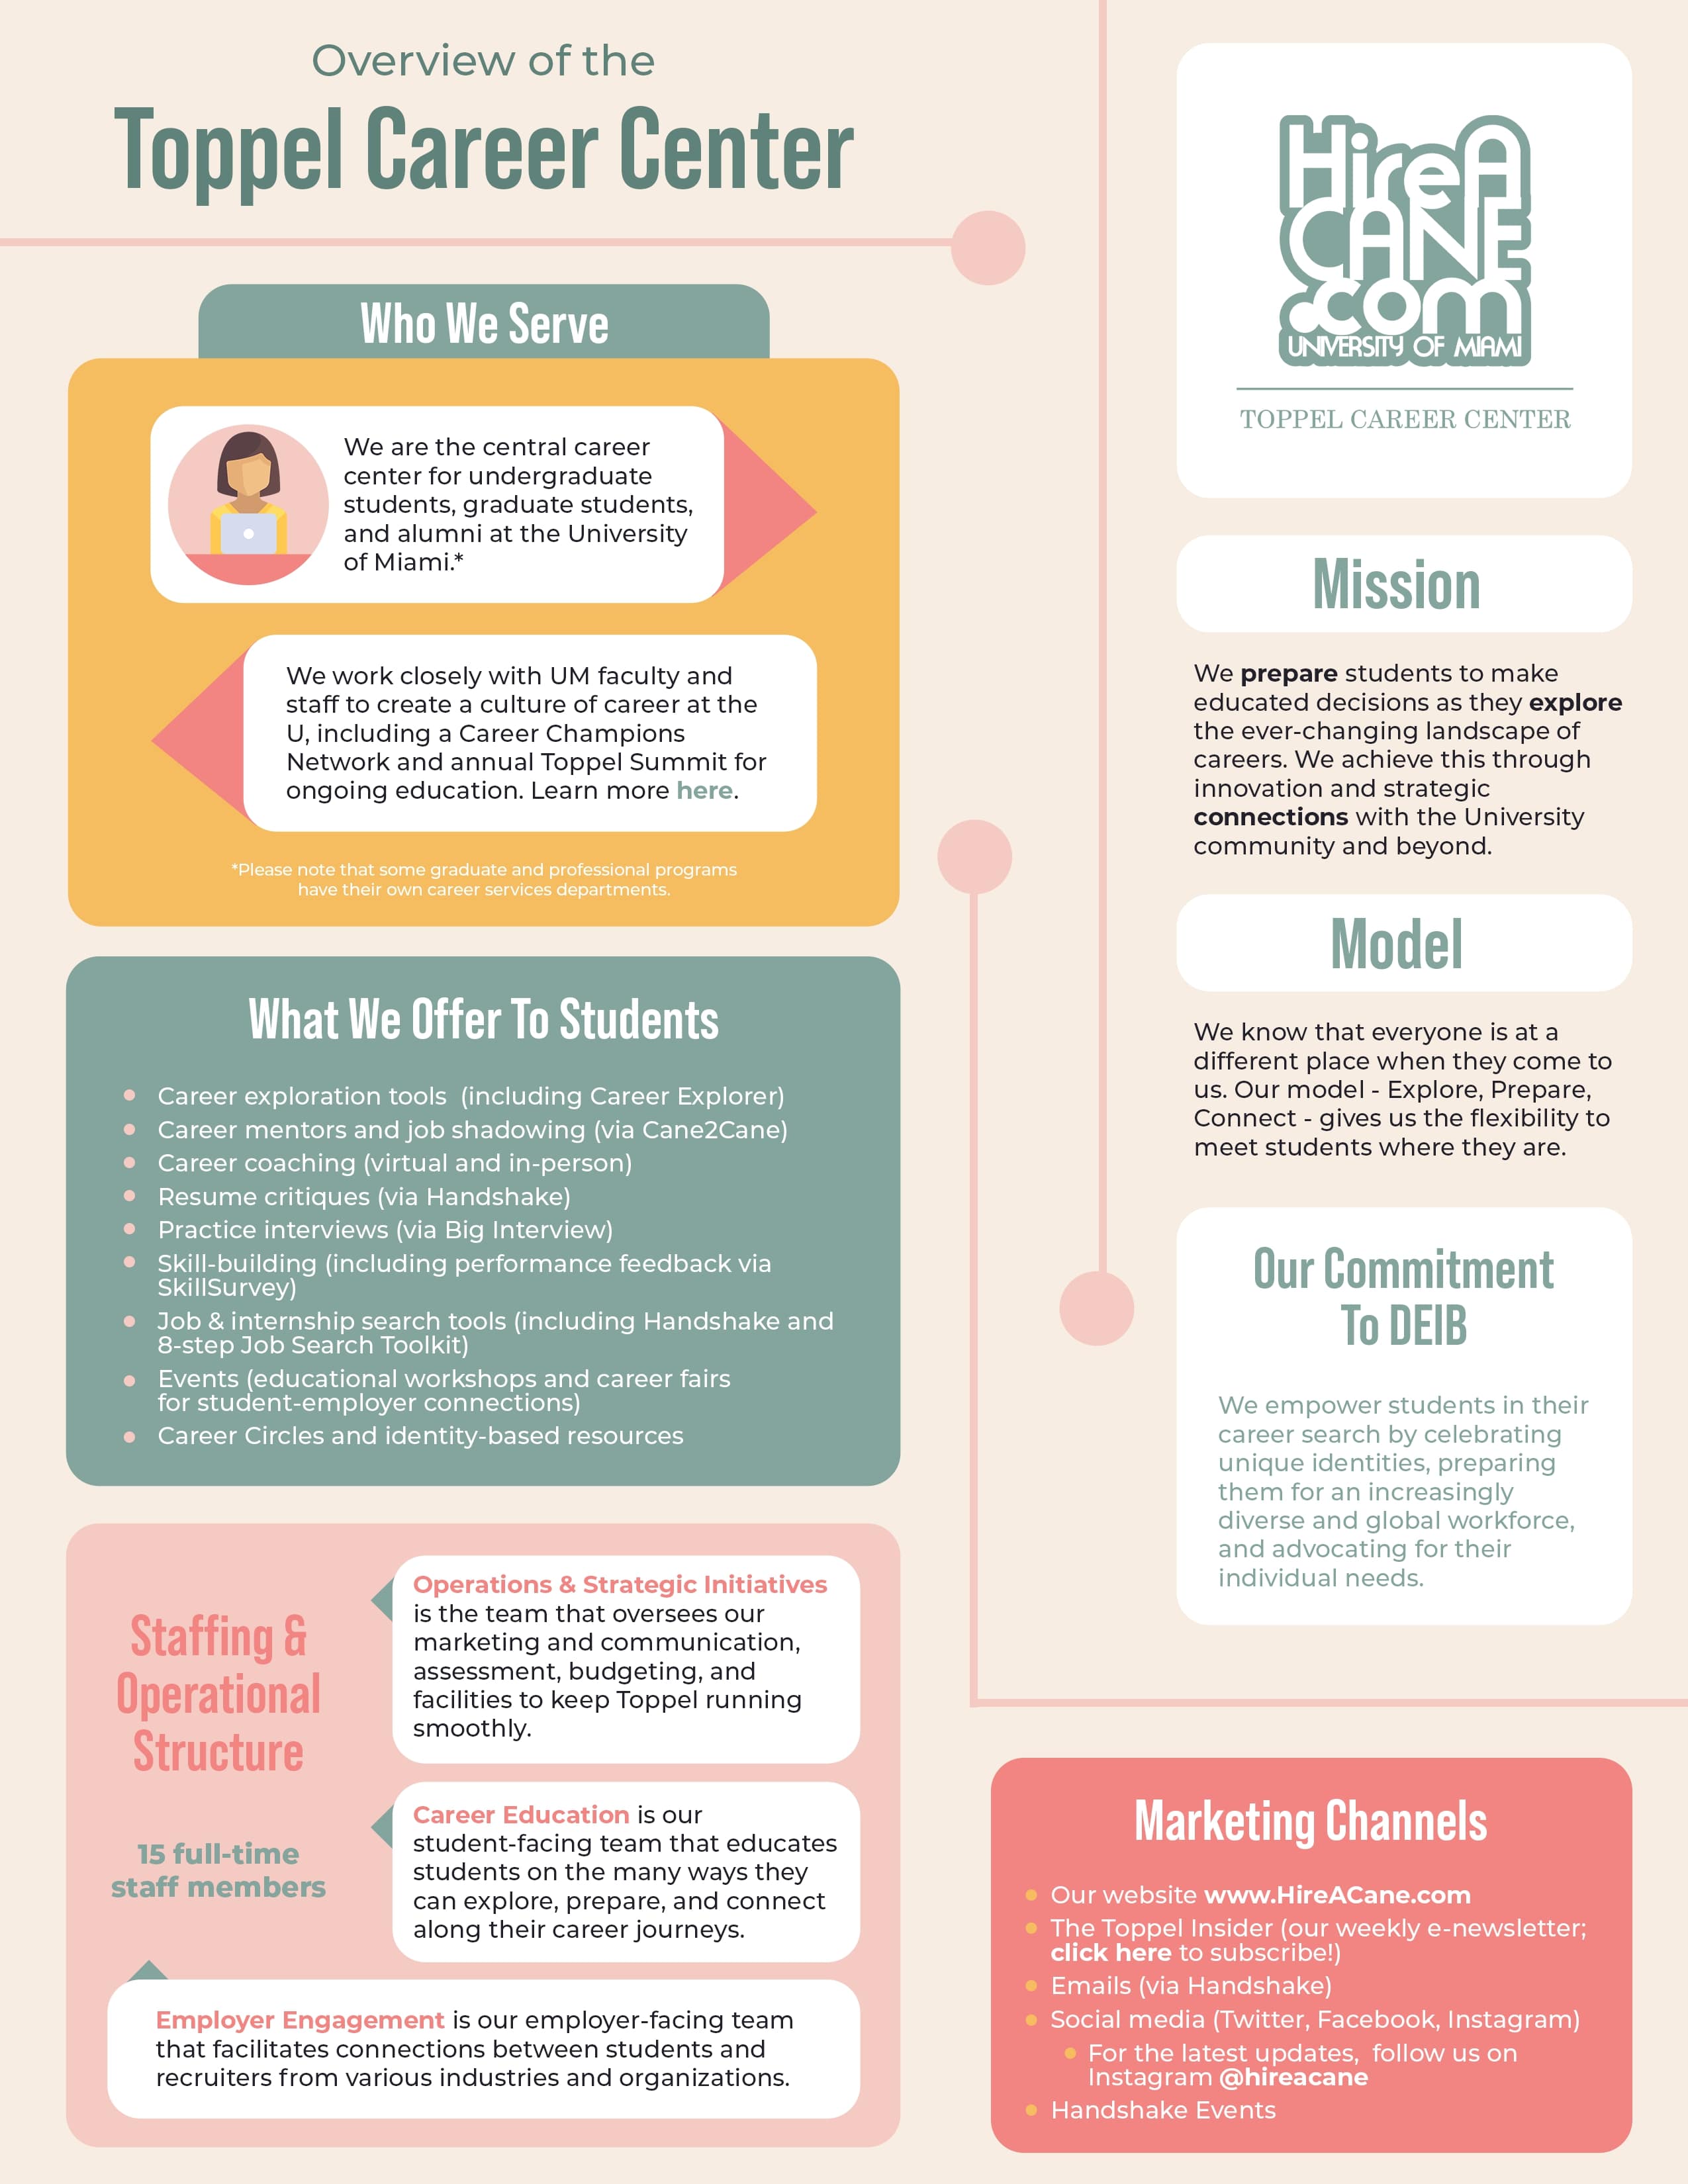 Overview of the
Toppel Career Center
Who We Serve
We are the central career
center for undergraduate
students, graduate students,
and alumni at the University
of Miami.*
We work closely with UM faculty and
staff to create a culture of career at the
U, including a Career Champions
Network and annual Toppel Summit for
ongoing education. Learn more here.
*Please note that some graduate and professional programs
have their own career services departments.
What We Offer To Students
Career exploration tools  (including Career Explorer)
Career mentors and job shadowing (via Cane2Cane)
Career coaching (virtual and in-person)
Resume critiques (via Handshake)
Practice interviews (via Big Interview)
Skill-building (including performance feedback via
SkillSurvey)
Job & internship search tools (including Handshake and
8-step Job Search Toolkit)
Events (educational workshops and career fairs
for student-employer connections)
Career Circles and identity-based resources
Staffing &
Operational
Structure
15 full-time
staff members
Operations & Strategic Initiatives
is the team that oversees our
marketing and communication,
assessment, budgeting, and
facilities to keep Toppel running
smoothly.
Career Education is our
student-facing team that educates
students on the many ways they
can explore, prepare, and connect
along their career journeys.
Employer Engagement is our employer-facing team
that facilitates connections between students and
recruiters from various industries and organizations.
HireA
CANE
.com
UNIVERSITY OF MIAMI
TOPPEL CAREER CENTER
Mission
We prepare students to make
educated decisions as they explore
the ever-changing landscape of
careers. We achieve this through
innovation and strategic
connections with the University
community and beyond.
Model
We know that everyone is at a
different place when they come to
us. Our model - Explore, Prepare,
Connect - gives us the flexibility to
meet students where they are.
Our Commitment
To DEIB
We empower students in their
career search by celebrating
unique identities, preparing
them for an increasingly
diverse and global workforce,
and advocating for their
individual needs.
Marketing Channels
Our website www.HireACane.com
The Toppel Insider (our weekly e-newsletter;
click here to subscribe!)
Emails (via Handshake)
Social media (Twitter, Facebook, Instagram)
For the latest updates,  follow us on
Instagram @hireacane
Handshake Events